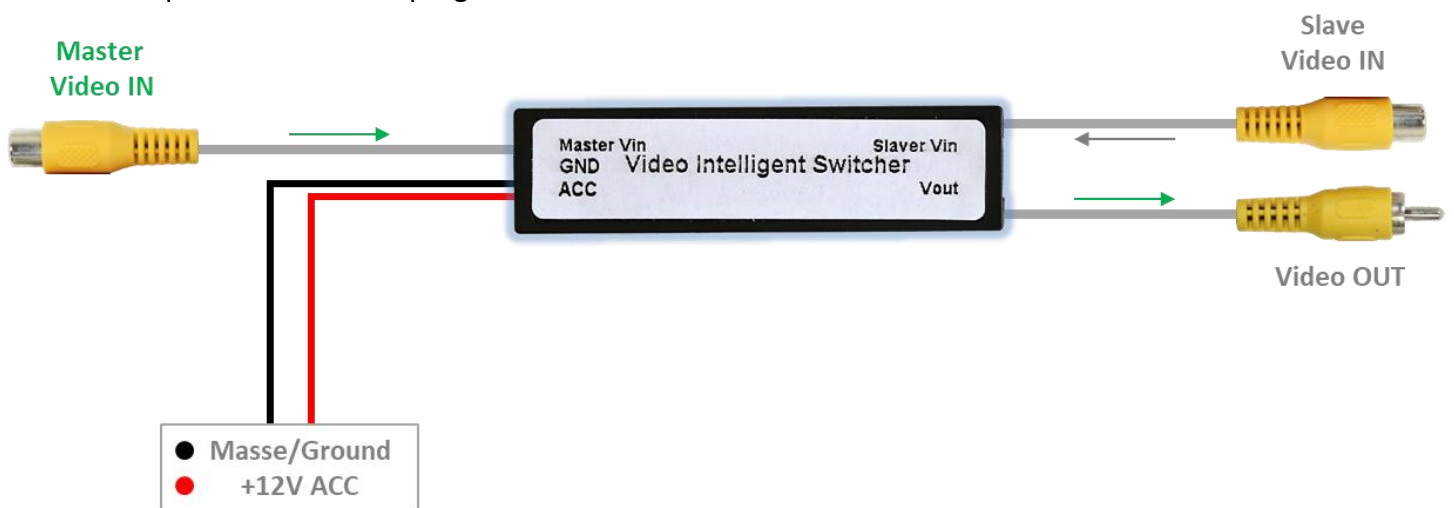 Master
Video IN
Slave
Video IN
Master Vin
Slaver Vin
GND
Video Intelligent Switcher
ACC
Vout
Video OUT
Masse/Ground
+12V ACC